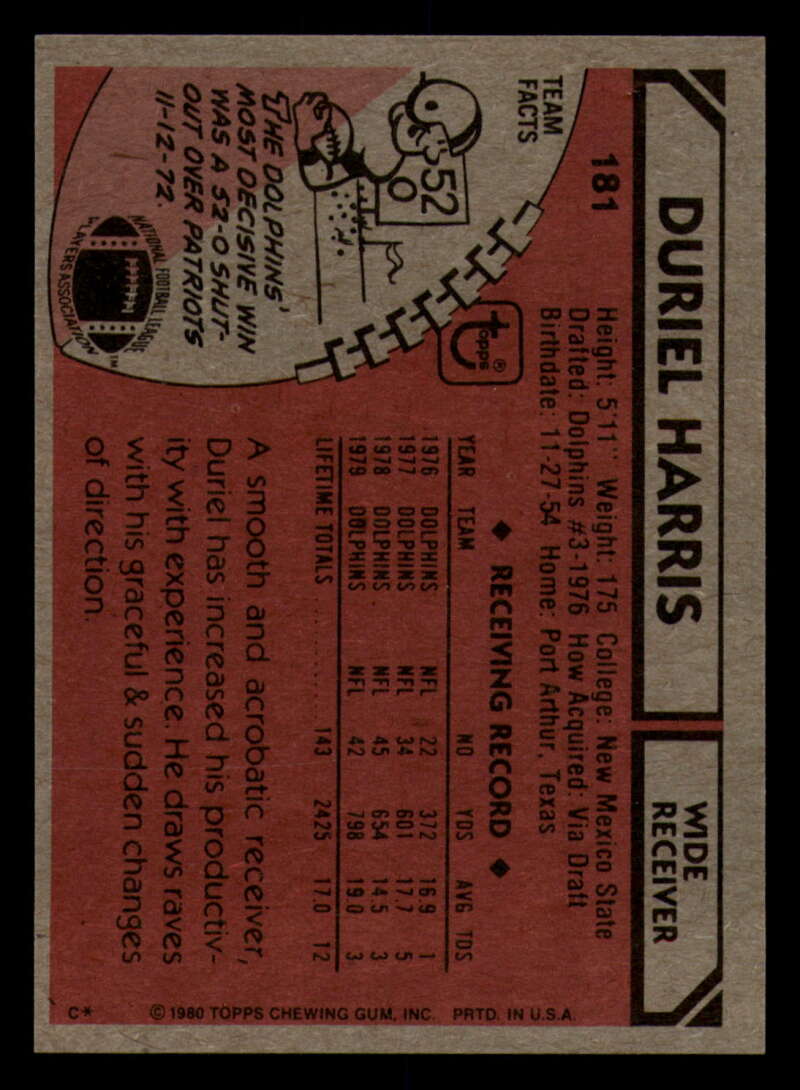 DURIEL HARRIS
WIDE
RECEIVER
181
Height: 5'11" Weight: 175 College: New Mexico State
Drafted: Dolphins #3-1976 How Acquired: Via Draft
Birthdate: 11-27-54 Home: Port Arthur, Texas
TEAM
FACTS
52
0
THE DOLPHINS'
MOST DECISIVE WIN
WAS A 52-0 SHUT-
OUT OVER PATRIOTS
11-12-72.
NATIONAL FOOTBALL LEAGUE
PLAYERS ASSOCIATION
TM
topps®
◆ RECEIVING RECORD ◆
YEAR TEAM NO YDS AVG TDS
1976 DOLPHINS NFL 22 372 16.9 1
1977 DOLPHINS NFL 34 601 17.7 5
1978 DOLPHINS NFL 45 654 14.5 3
1979 DOLPHINS NFL 42 798 19.0 3
LIFETIME TOTALS .......... 143 2425 17.0 12
A smooth and acrobatic receiver,
Duriel has increased his productiv-
ity with experience. He draws raves
with his graceful & sudden changes
of direction.
C* © 1980 TOPPS CHEWING GUM, INC. PRTD. IN U.S.A.